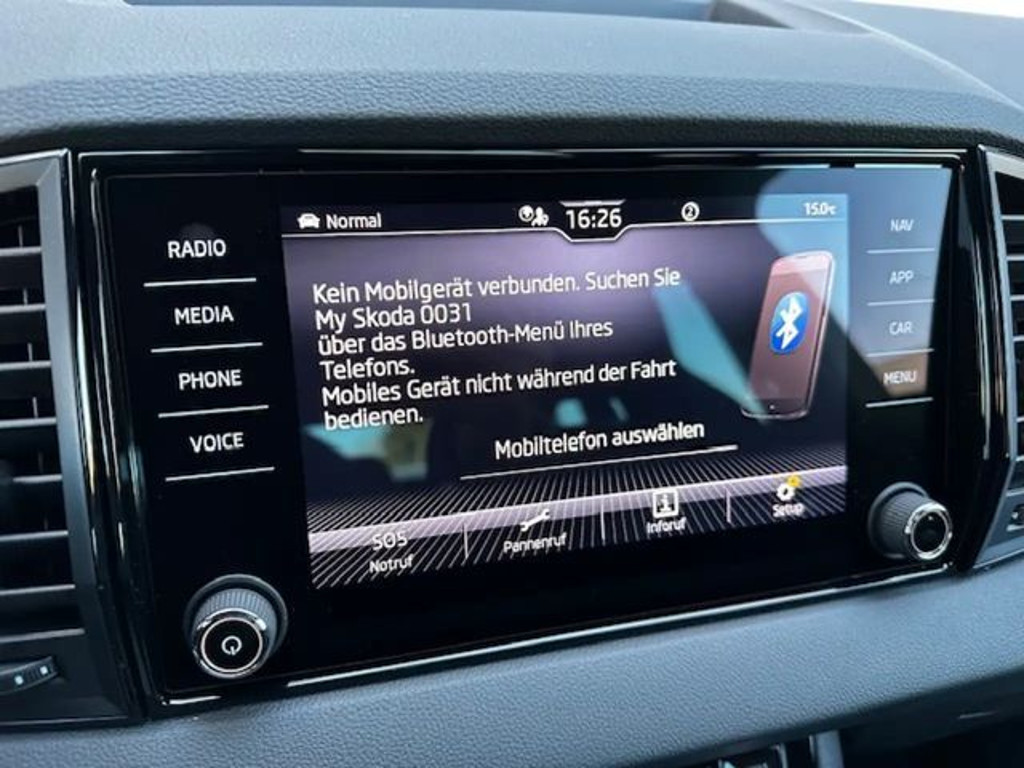 Normal
16:26
2
15.0°C
RADIO
MEDIA
PHONE
VOICE
NAV
APP
CAR
MENU
Kein Mobilgerät verbunden. Suchen Sie
My Skoda 0031
über das Bluetooth-Menü Ihres
Telefons.
Mobiles Gerät nicht während der Fahrt
bedienen.
Mobiltelefon auswählen
SOS
Notruf
Pannenruf
Inforuf
Setup